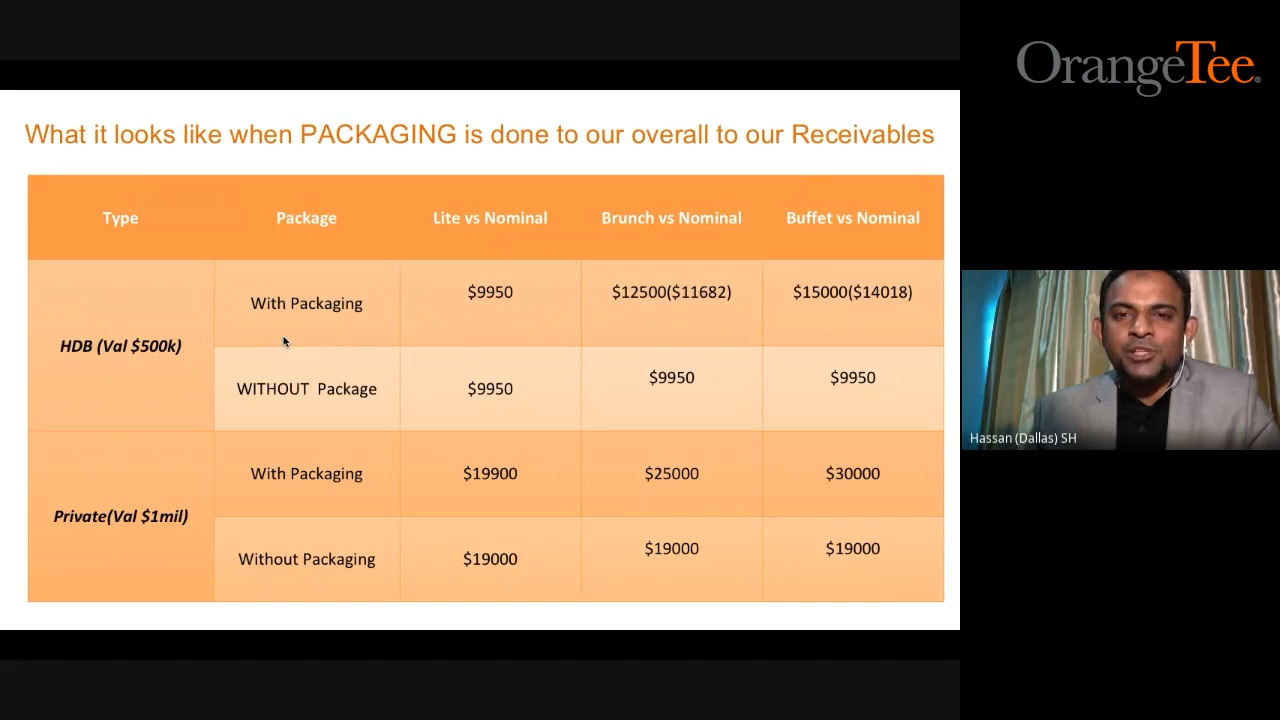 OrangeTee
What it looks like when PACKAGING is done to our overall to our Receivables
Type Package Lite vs Nominal Brunch vs Nominal Buffet vs Nominal
HDB (Val $500k)
With Packaging $9950 $12500($11682) $15000($14018)
WITHOUT Package $9950 $9950 $9950
Private(Val $1mil)
With Packaging $19900 $25000 $30000
Without Packaging $19000 $19000 $19000
Hassan (Dallas) SH